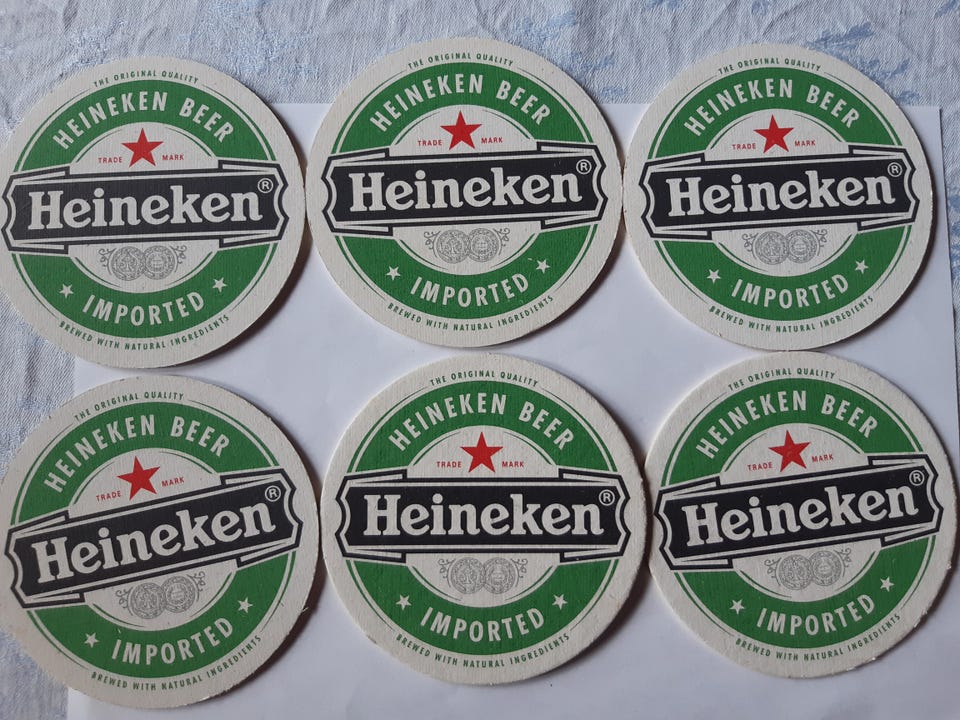 THE ORIGINAL QUALITY
HEINEKEN BEER
TRADE MARK
Heineken®
IMPORTED
BREWED WITH NATURAL INGREDIENTS
THE ORIGINAL QUALITY
HEINEKEN BEER
TRADE MARK
Heineken®
IMPORTED
BREWED WITH NATURAL INGREDIENTS
THE ORIGINAL QUALITY
HEINEKEN BEER
TRADE MARK
Heineken®
IMPORTED
BREWED WITH NATURAL INGREDIENTS
THE ORIGINAL QUALITY
HEINEKEN BEER
TRADE MARK
Heineken®
IMPORTED
BREWED WITH NATURAL INGREDIENTS
THE ORIGINAL QUALITY
HEINEKEN BEER
TRADE MARK
Heineken®
IMPORTED
BREWED WITH NATURAL INGREDIENTS
THE ORIGINAL QUALITY
HEINEKEN BEER
TRADE MARK
Heineken®
IMPORTED
BREWED WITH NATURAL INGREDIENTS